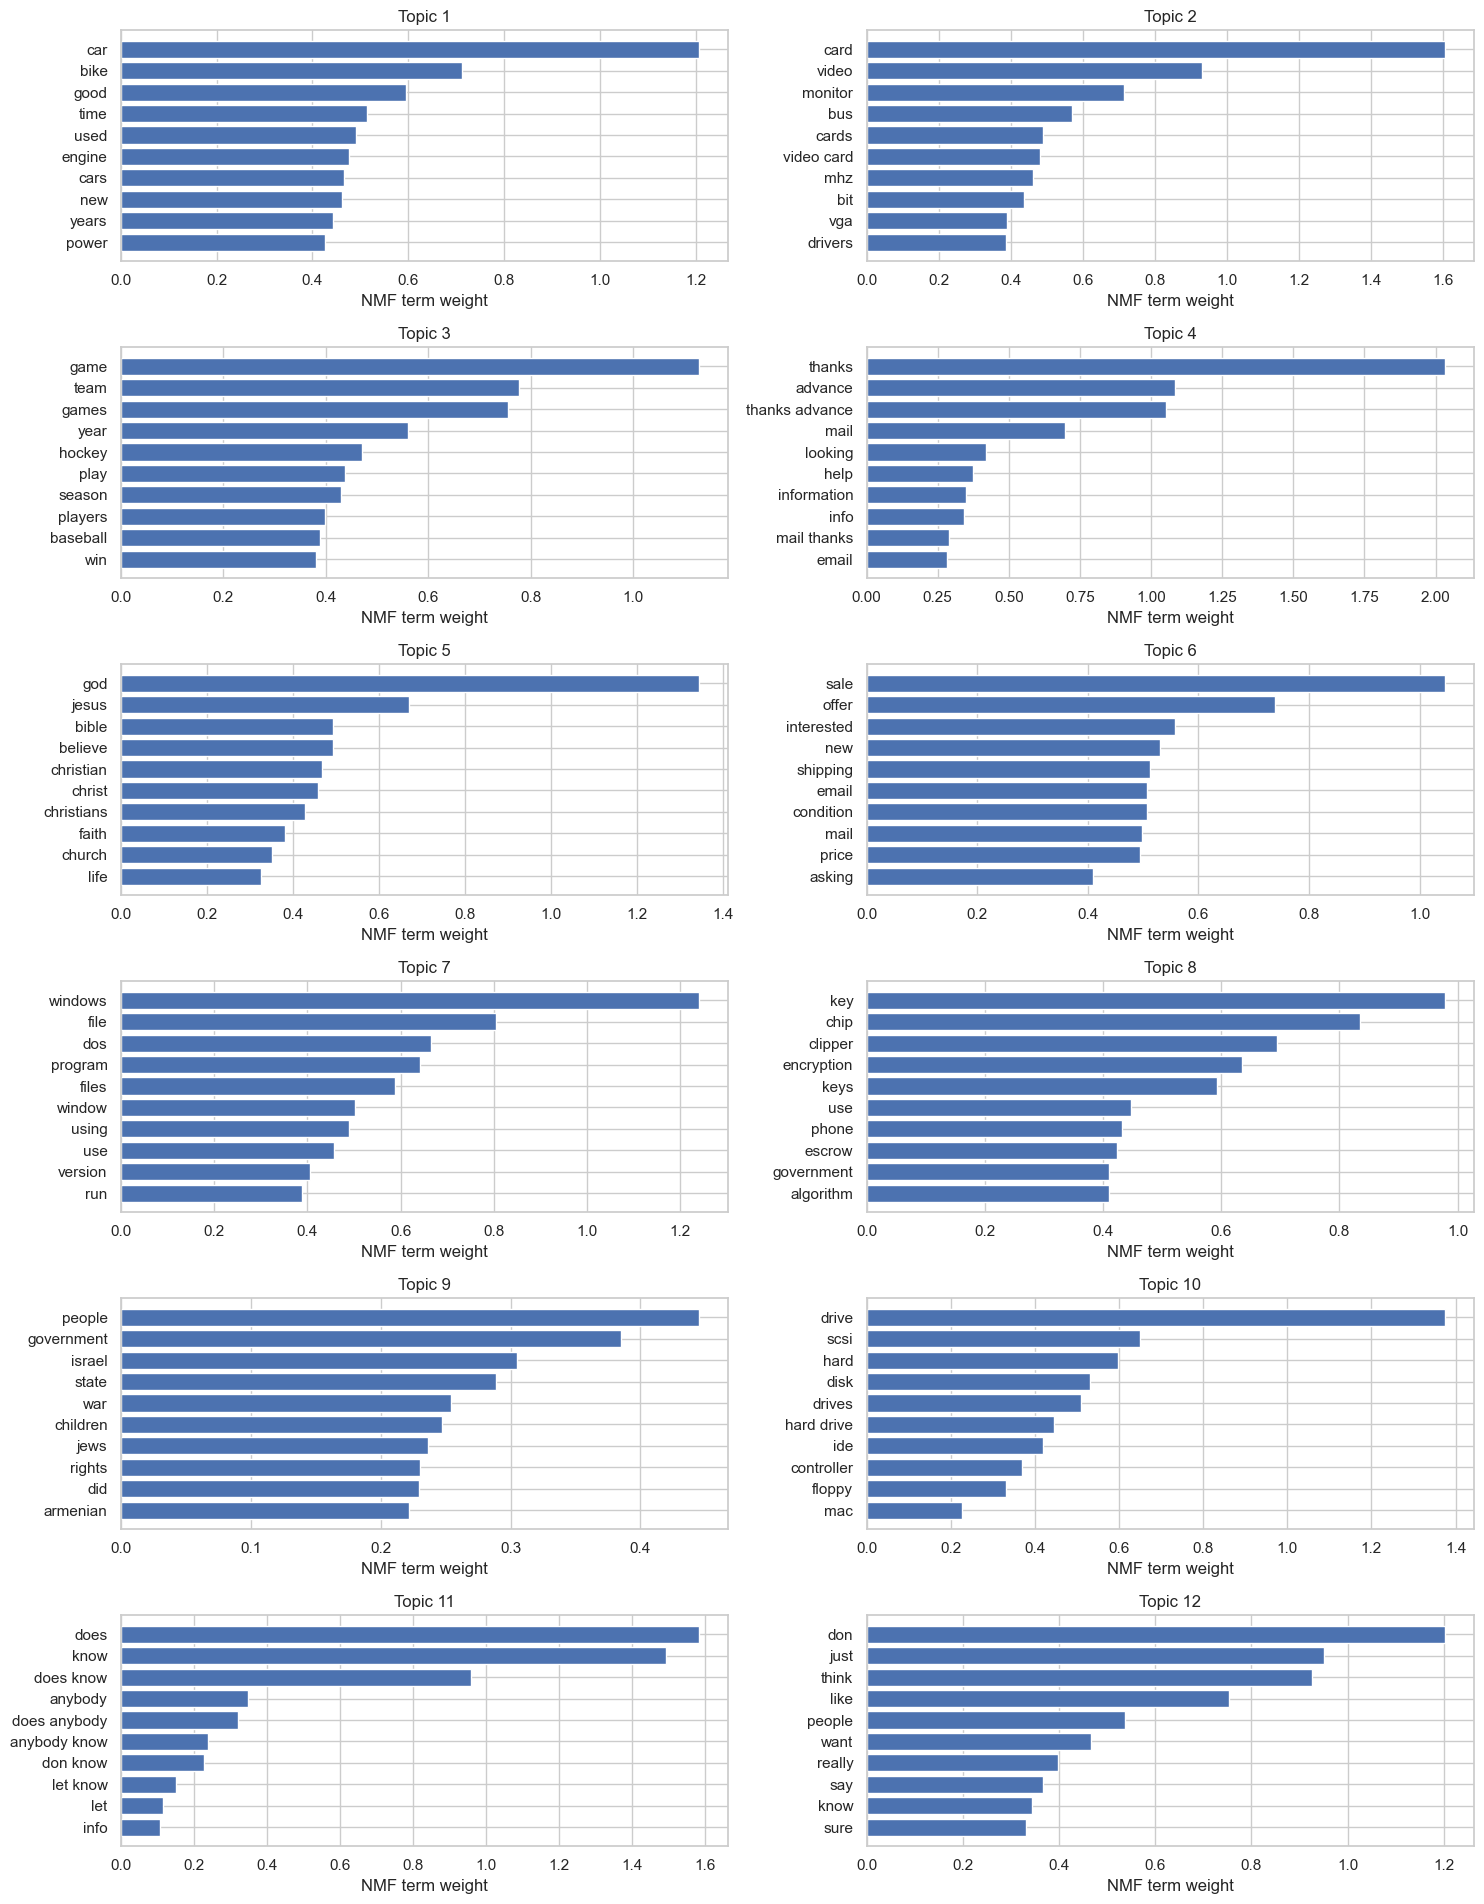 Topic 1
car
bike
good
time
used
engine
cars
new
years
power
0.0 0.2 0.4 0.6 0.8 1.0 1.2
NMF term weight
Topic 2
card
video
monitor
bus
cards
video card
mhz
bit
vga
drivers
0.0 0.2 0.4 0.6 0.8 1.0 1.2 1.4 1.6
NMF term weight
Topic 3
game
team
games
year
hockey
play
season
players
baseball
win
0.0 0.2 0.4 0.6 0.8 1.0
NMF term weight
Topic 4
thanks
advance
thanks advance
mail
looking
help
information
info
mail thanks
email
0.00 0.25 0.50 0.75 1.00 1.25 1.50 1.75 2.00
NMF term weight
Topic 5
god
jesus
bible
believe
christian
christ
christians
faith
church
life
0.0 0.2 0.4 0.6 0.8 1.0 1.2 1.4
NMF term weight
Topic 6
sale
offer
interested
new
shipping
email
condition
mail
price
asking
0.0 0.2 0.4 0.6 0.8 1.0
NMF term weight
Topic 7
windows
file
dos
program
files
window
using
use
version
run
0.0 0.2 0.4 0.6 0.8 1.0 1.2
NMF term weight
Topic 8
key
chip
clipper
encryption
keys
use
phone
escrow
government
algorithm
0.0 0.2 0.4 0.6 0.8 1.0
NMF term weight
Topic 9
people
government
israel
state
war
children
jews
rights
did
armenian
0.0 0.1 0.2 0.3 0.4
NMF term weight
Topic 10
drive
scsi
hard
disk
drives
hard drive
ide
controller
floppy
mac
0.0 0.2 0.4 0.6 0.8 1.0 1.2 1.4
NMF term weight
Topic 11
does
know
does know
anybody
does anybody
anybody know
don know
let know
let
info
0.0 0.2 0.4 0.6 0.8 1.0 1.2 1.4 1.6
NMF term weight
Topic 12
don
just
think
like
people
want
really
say
know
sure
0.0 0.2 0.4 0.6 0.8 1.0 1.2
NMF term weight